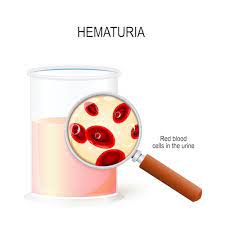 HEMATURIA
Red blood
cells in the urine